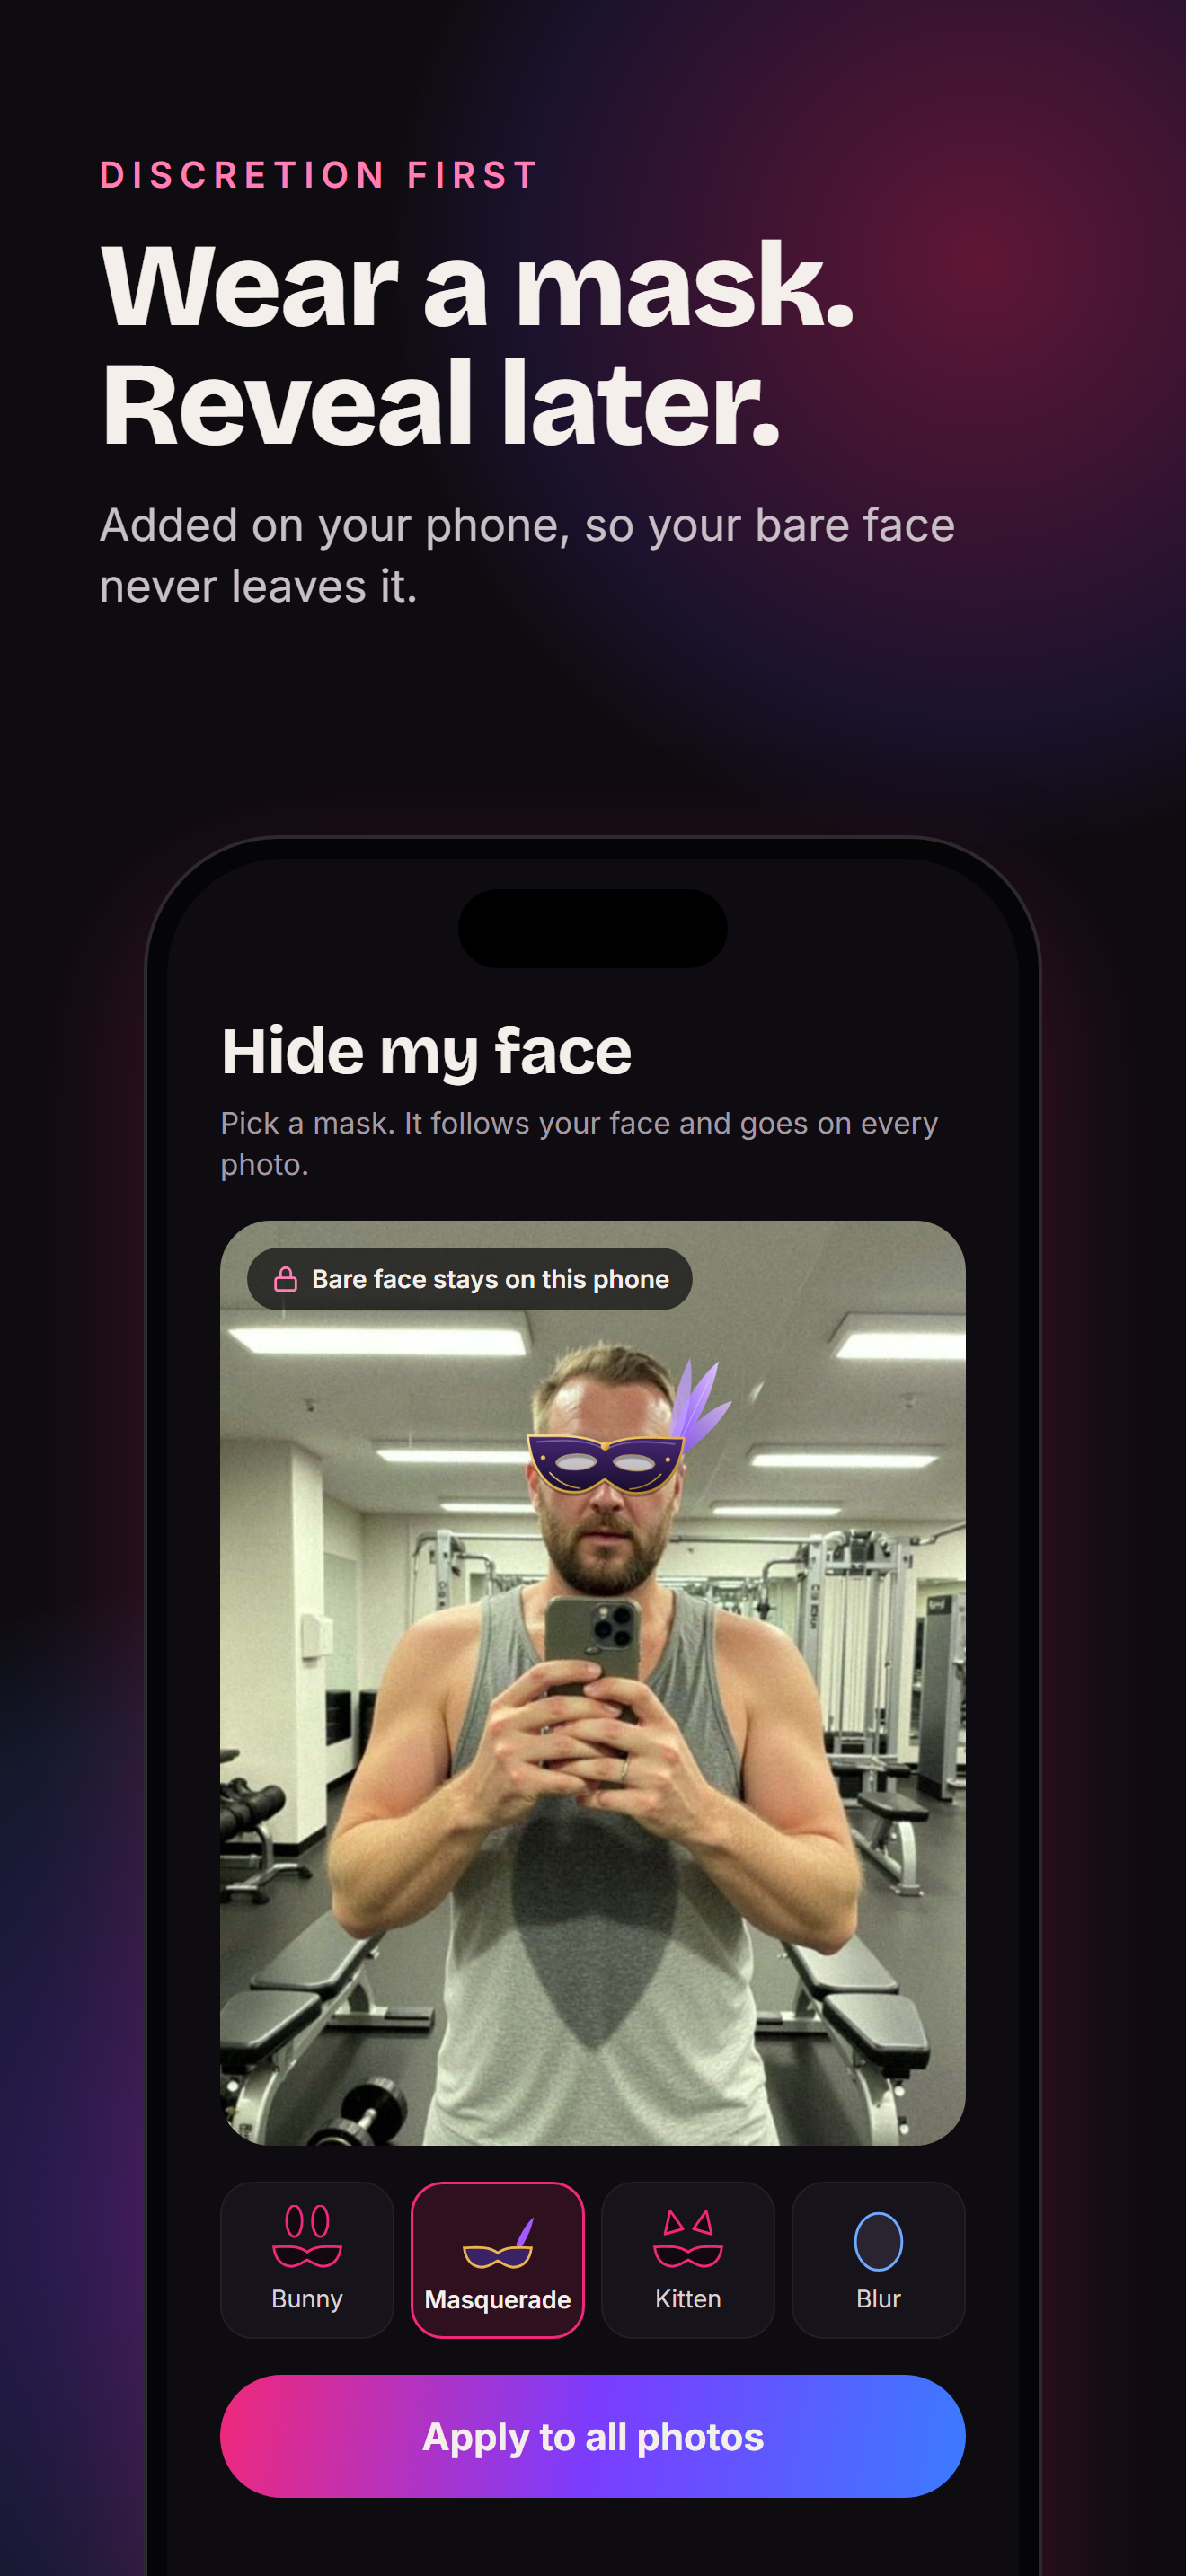 DISCRETION FIRST
Wear a mask.
Reveal later.
Added on your phone, so your bare face
never leaves it.
Hide my face
Pick a mask. It follows your face and goes on every
photo.
Bare face stays on this phone
Bunny
Masquerade
Kitten
Blur
Apply to all photos